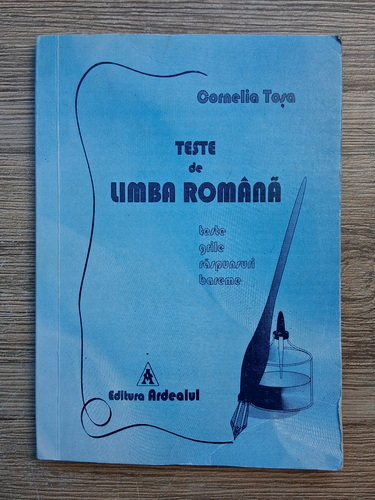 Cornelia Toșa
TESTE
de
LIMBA ROMÂNĂ
teste
grile
răspunsuri
bareme
Editura Ardealul